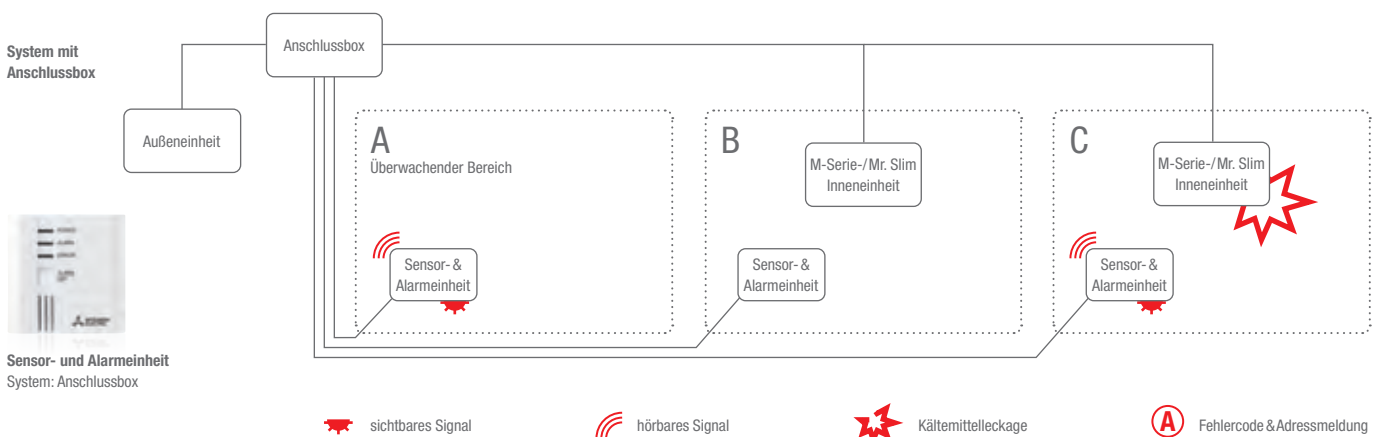 System mit
Anschlussbox
Anschlussbox
Außeneinheit
A
Überwachender Bereich
Sensor- &
Alarmeinheit
B
M-Serie-/Mr. Slim
Inneneinheit
Sensor- &
Alarmeinheit
C
M-Serie-/Mr. Slim
Inneneinheit
Sensor- &
Alarmeinheit
Sensor- und Alarmeinheit
System: Anschlussbox
sichtbares Signal
hörbares Signal
Kältemittelleckage
A
Fehlercode & Adressmeldung